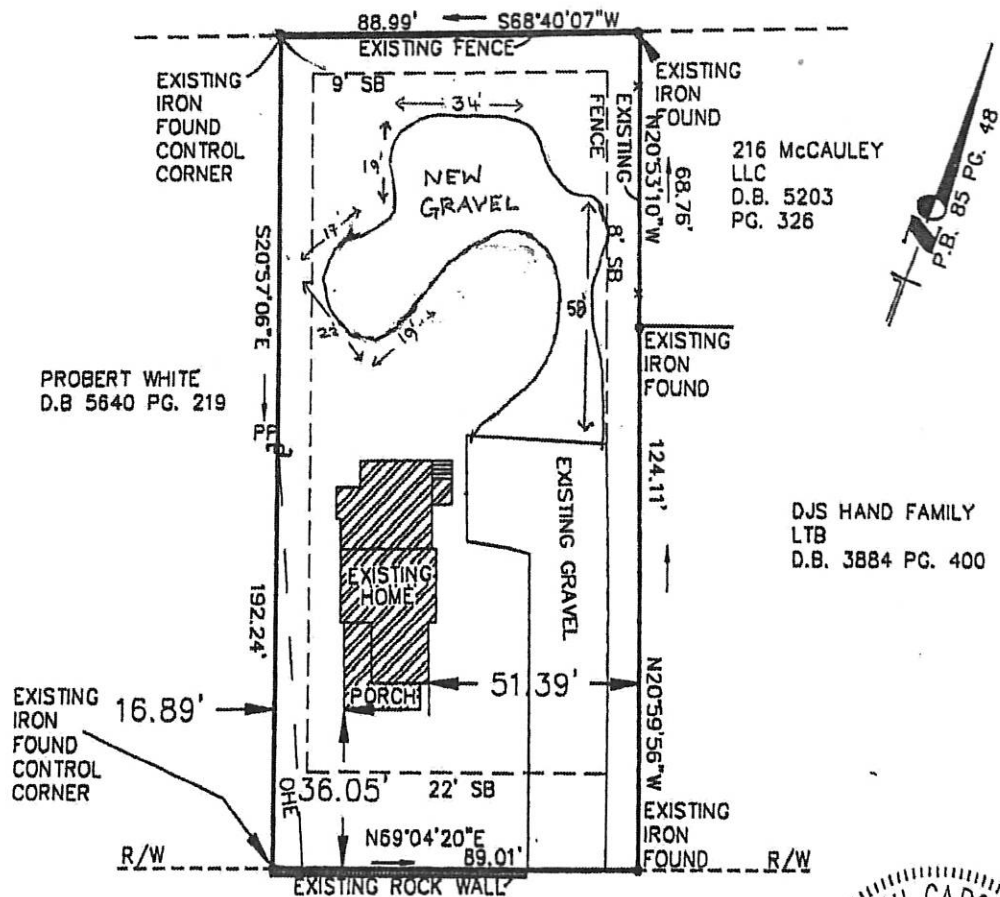 88.99' S68°40'07"W
EXISTING FENCE
EXISTING
IRON
FOUND
CONTROL
CORNER
9' SB
34'
19'
NEW
GRAVEL
17'
22'
19'
58'
EXISTING
FENCE
8' SB
EXISTING
IRON
FOUND
N20°53'10"W
68.76'
216 McCAULEY
LLC
D.B. 5203
PG. 326
P.B. 85 PG. 48
S20°57'06"E
192.24'
PROBERT WHITE
D.B 5640 PG. 219
PP
EXISTING
IRON
FOUND
124.11'
N20°59'56"W
DJS HAND FAMILY
LTB
D.B. 3884 PG. 400
EXISTING GRAVEL
EXISTING
HOME
PORCH
51.39'
16.89'
EXISTING
IRON
FOUND
CONTROL
CORNER
OHE
36.05'
22' SB
N69°04'20"E
89.01'
R/W
EXISTING ROCK WALL
EXISTING
IRON
FOUND
R/W